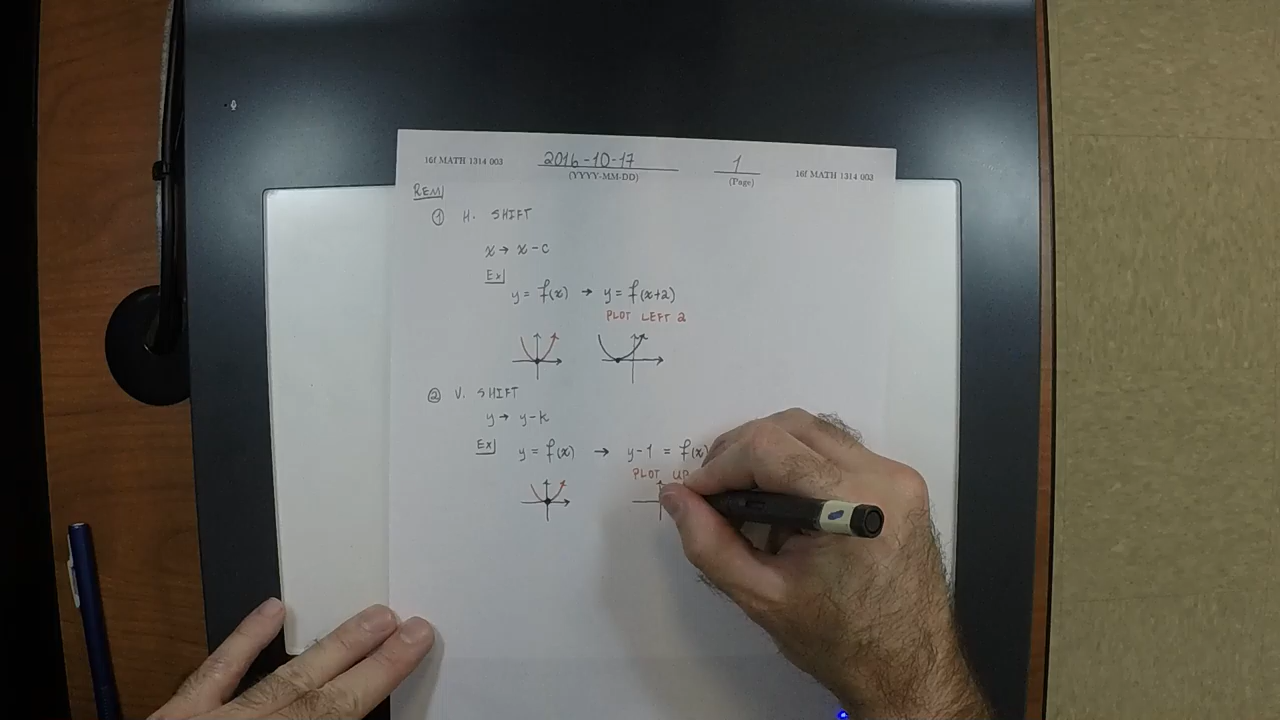 16f MATH 1314 003 2016-10-17 1 16f MATH 1314 003
(YYYY-MM-DD) (Page)
REM
① H. SHIFT
x → x - c
Ex
y = f(x) → y = f(x+2)
PLOT LEFT 2
② V. SHIFT
y → y - k
Ex y = f(x) → y - 1 = f(x)
PLOT UP